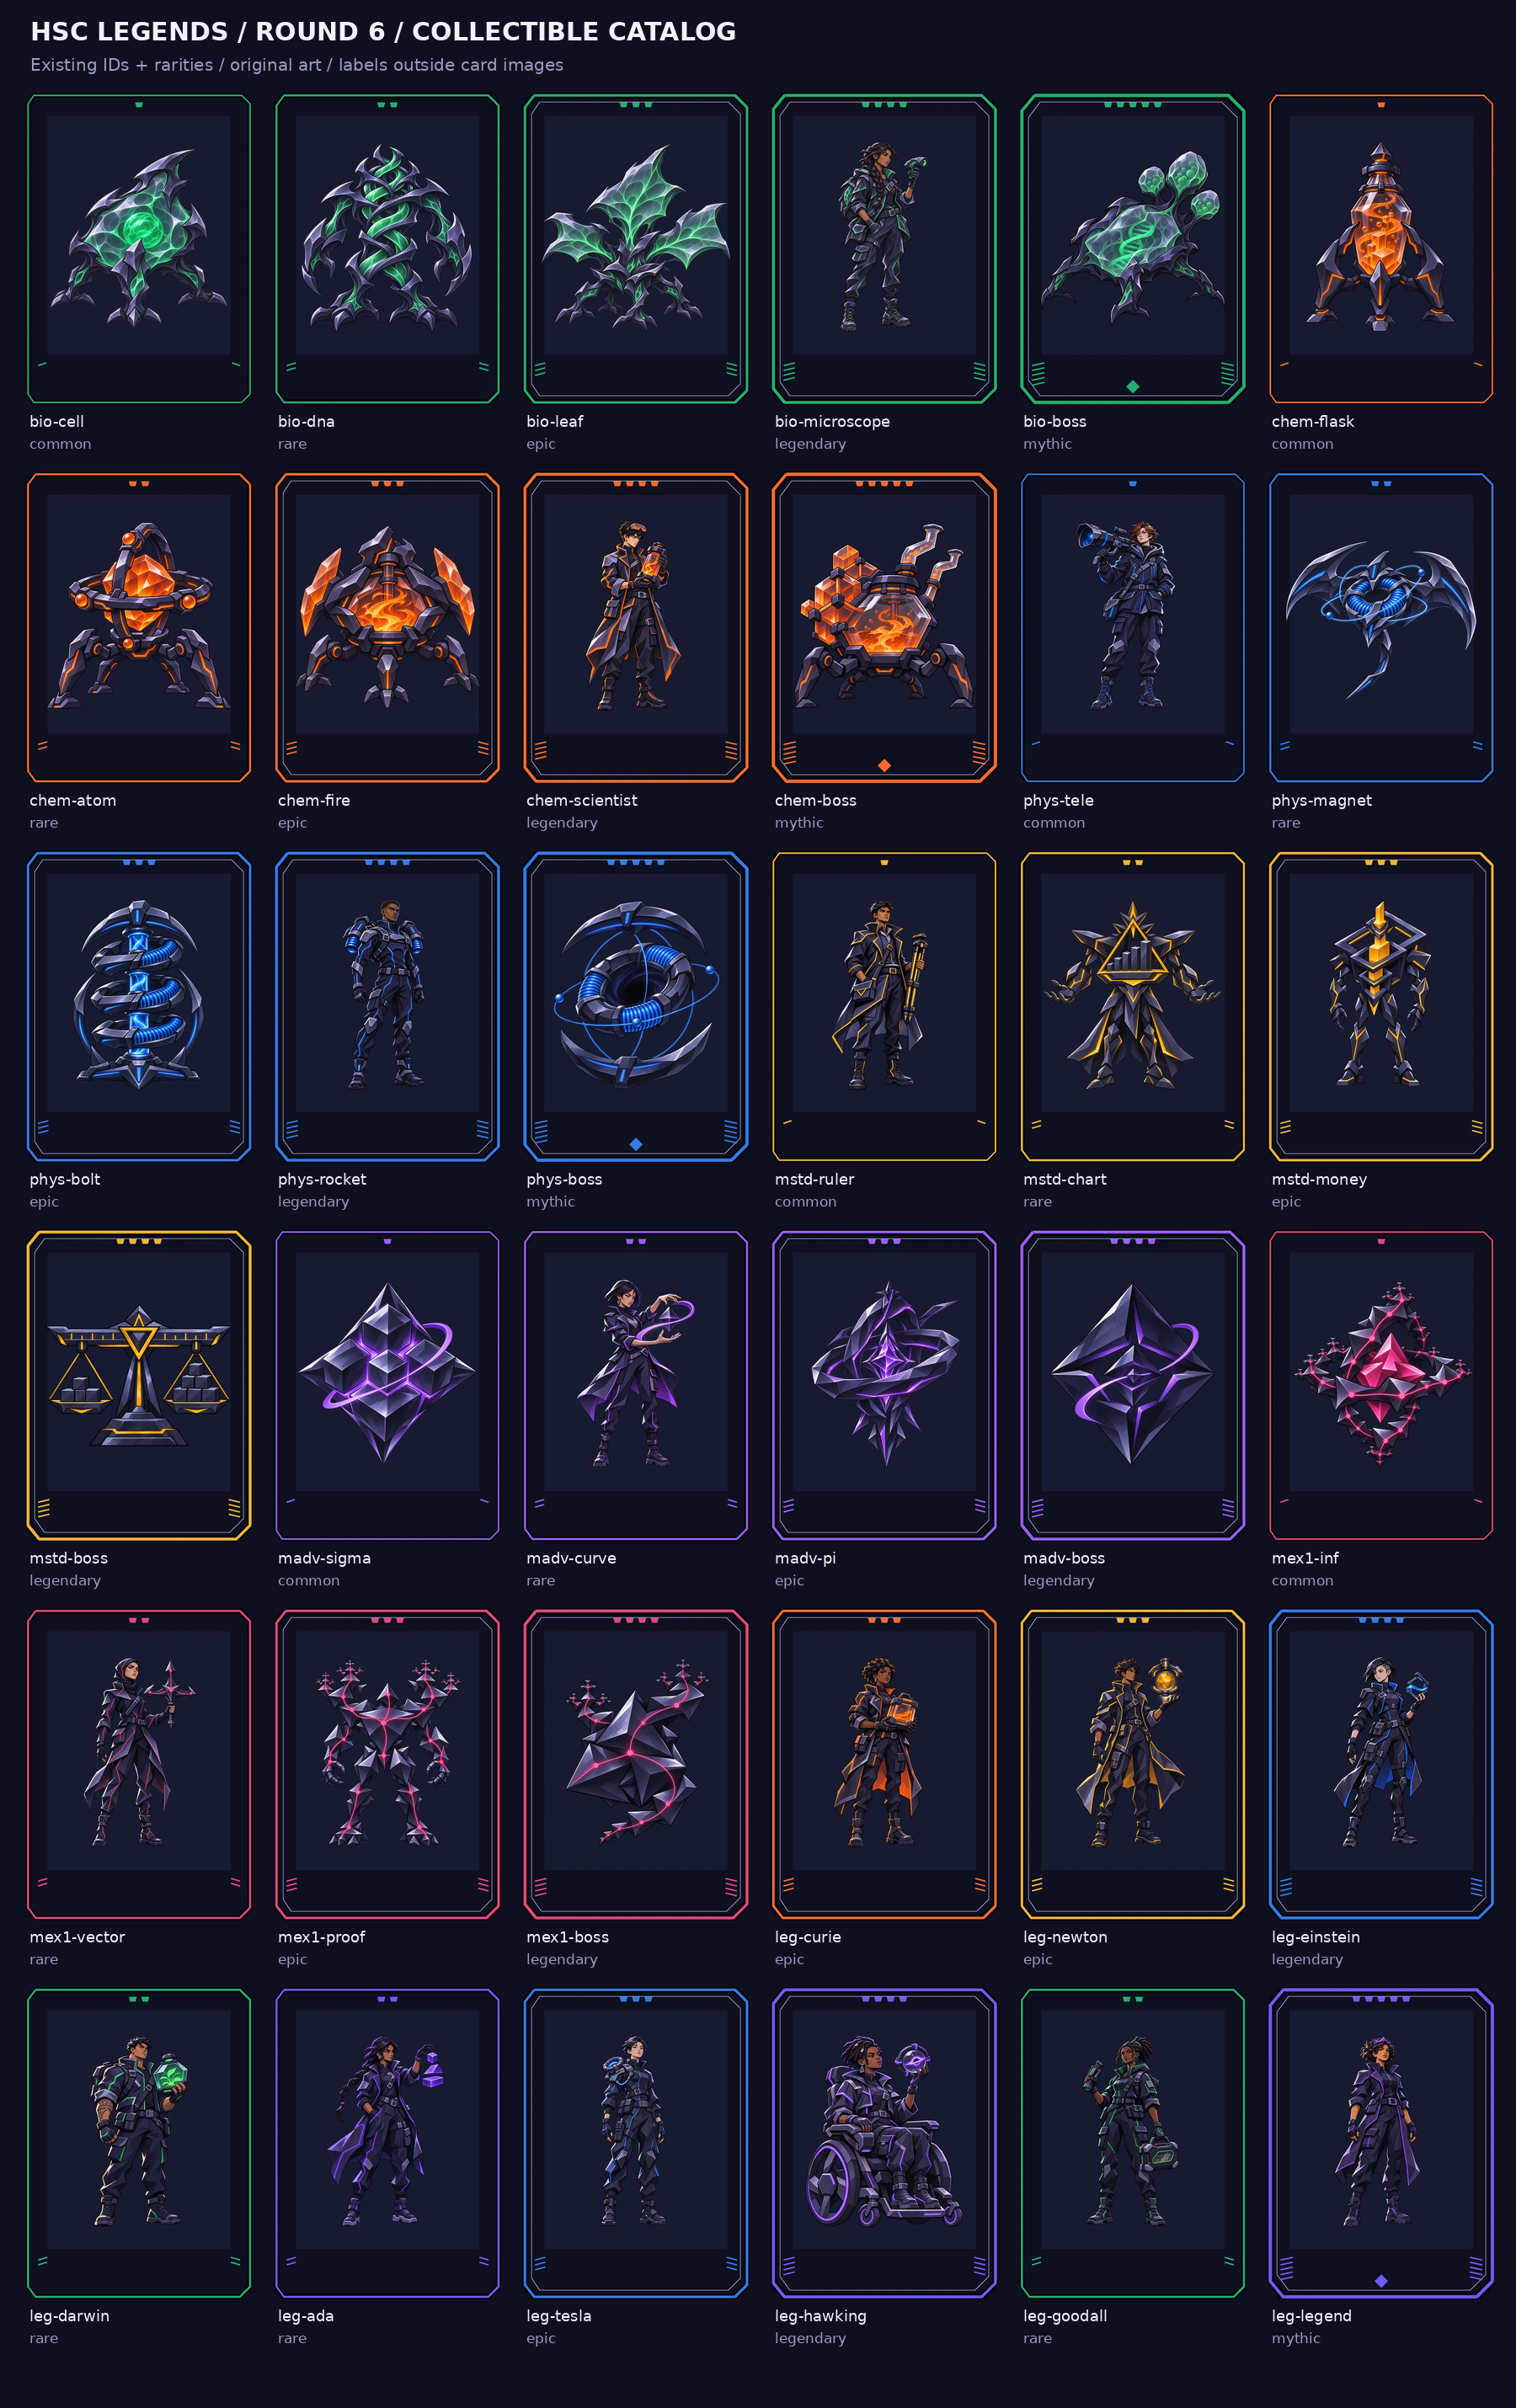 HSC LEGENDS / ROUND 6 / COLLECTIBLE CATALOG
Existing IDs + rarities / original art / labels outside card images
bio-cell
common
bio-dna
rare
bio-leaf
epic
bio-microscope
legendary
bio-boss
mythic
chem-flask
common
chem-atom
rare
chem-fire
epic
chem-scientist
legendary
chem-boss
mythic
phys-tele
common
phys-magnet
rare
phys-bolt
epic
phys-rocket
legendary
phys-boss
mythic
mstd-ruler
common
mstd-chart
rare
mstd-money
epic
mstd-boss
legendary
madv-sigma
common
madv-curve
rare
madv-pi
epic
madv-boss
legendary
mex1-inf
common
mex1-vector
rare
mex1-proof
epic
mex1-boss
legendary
leg-curie
epic
leg-newton
epic
leg-einstein
legendary
leg-darwin
rare
leg-ada
rare
leg-tesla
epic
leg-hawking
legendary
leg-goodall
rare
leg-legend
mythic